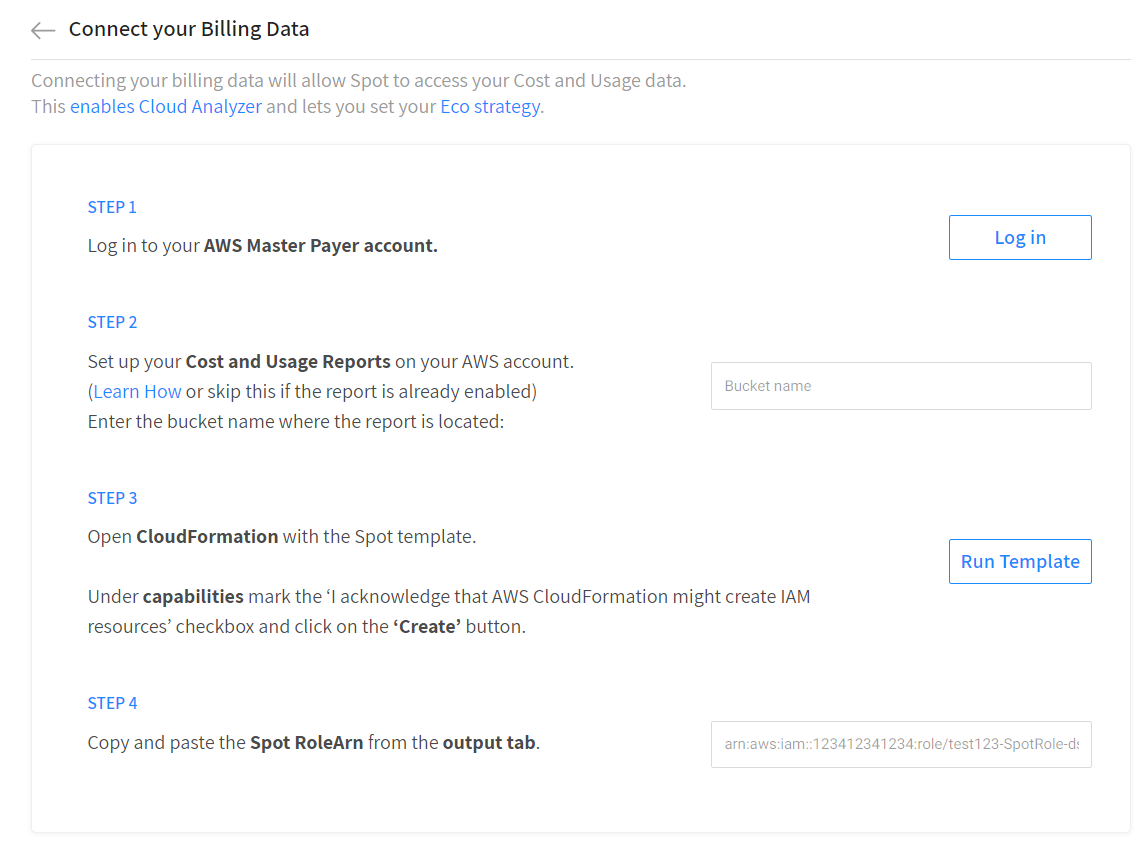 Connect your Billing Data
Connecting your billing data will allow Spot to access your Cost and Usage data.
This enables Cloud Analyzer and lets you set your Eco strategy.
STEP 1
Log in to your AWS Master Payer account.
Log in
STEP 2
Set up your Cost and Usage Reports on your AWS account.
(Learn How or skip this if the report is already enabled)
Enter the bucket name where the report is located:
Bucket name
STEP 3
Open CloudFormation with the Spot template.
Run Template
Under capabilities mark the ‘I acknowledge that AWS CloudFormation might create IAM
resources’ checkbox and click on the ‘Create’ button.
STEP 4
Copy and paste the Spot RoleArn from the output tab.
arn:aws:iam::123412341234:role/test123-SpotRole-d